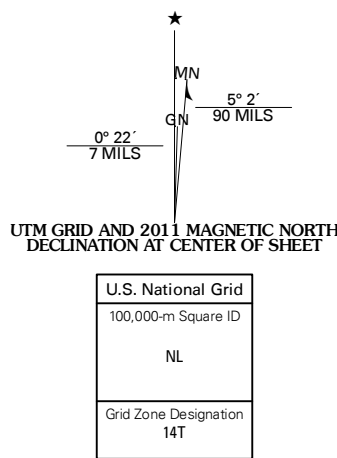 ★
MN
5° 2´
90 MILS
GN
0° 22´
7 MILS
UTM GRID AND 2011 MAGNETIC NORTH
DECLINATION AT CENTER OF SHEET
U.S. National Grid
100,000-m Square ID
NL
Grid Zone Designation
14T